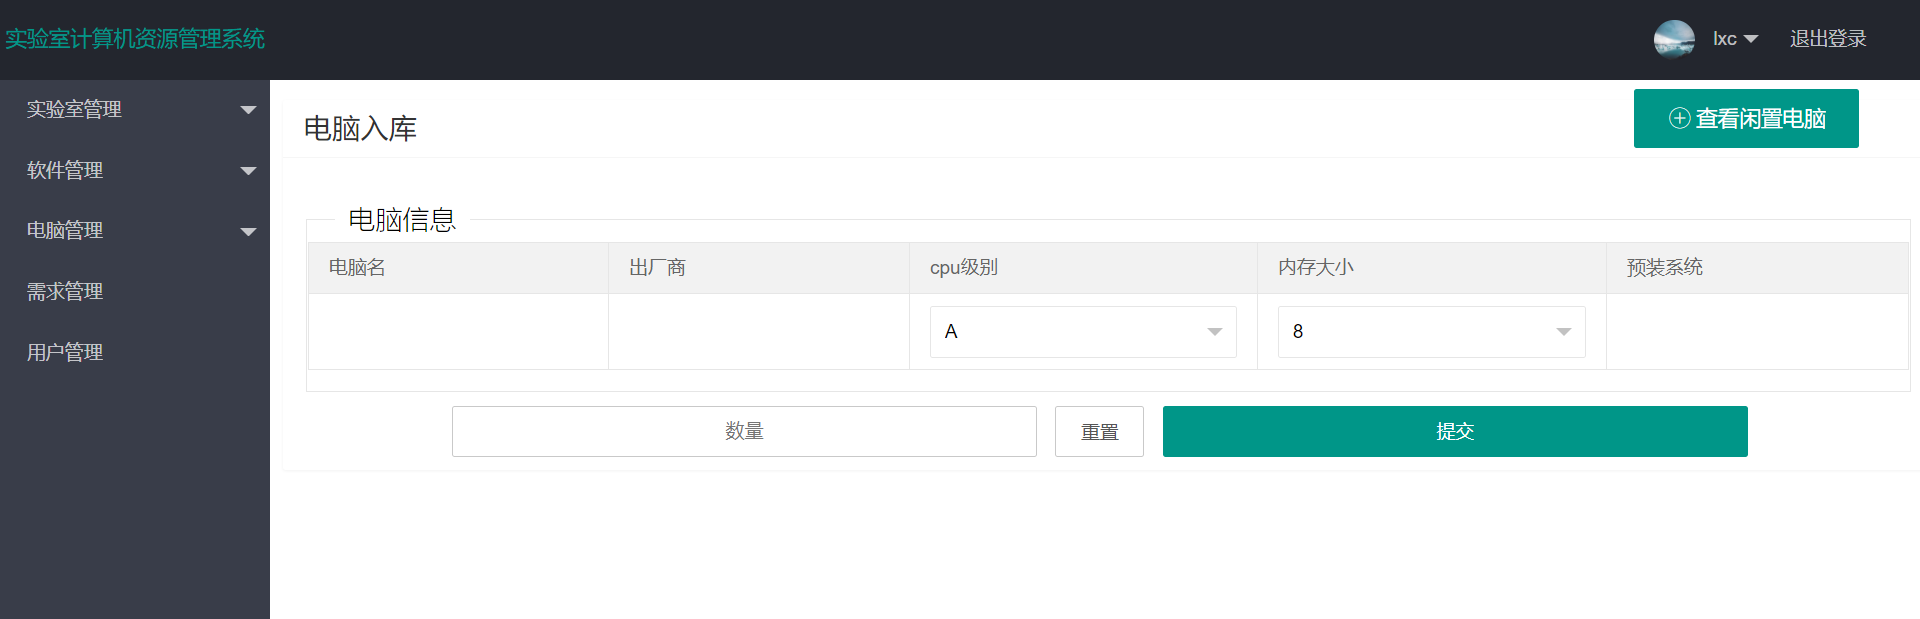 实验室计算机资源管理系统
lxc
退出登录
实验室管理
软件管理
电脑管理
需求管理
用户管理
电脑入库
查看闲置电脑
电脑信息
电脑名 出厂商 cpu级别 内存大小 预装系统
A 8
数量 重置 提交